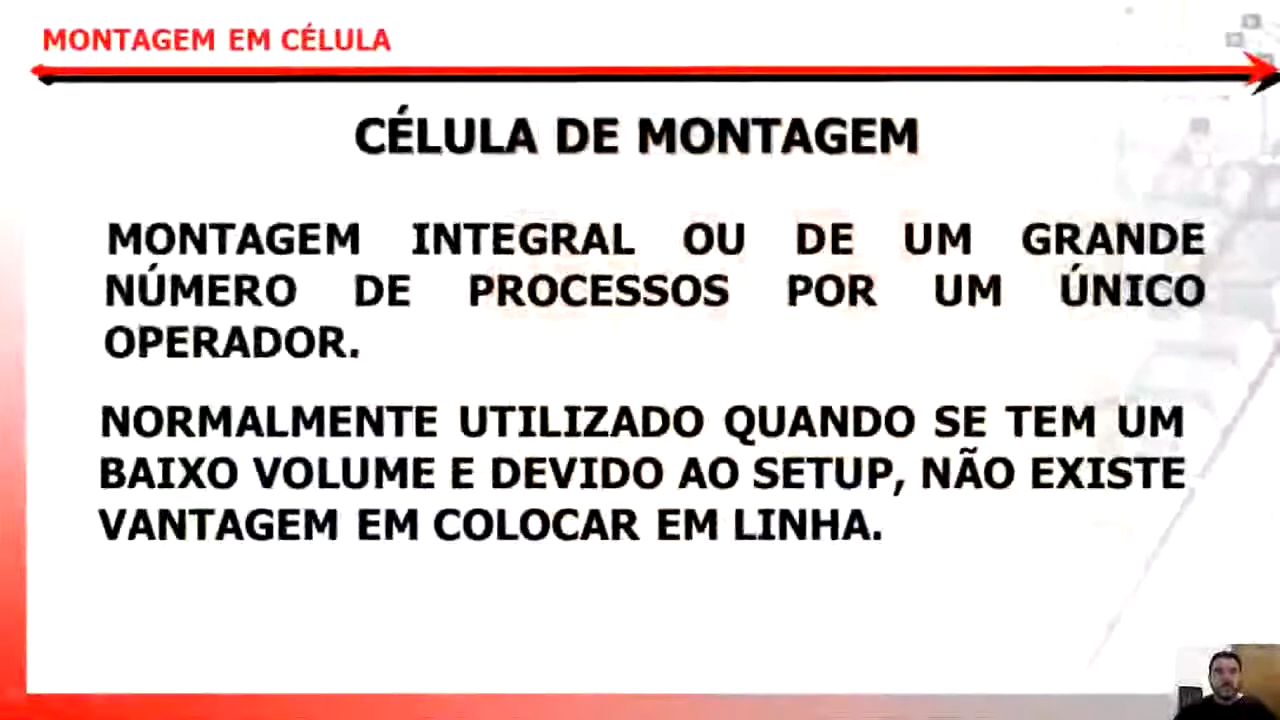 MONTAGEM EM CÉLULA
CÉLULA DE MONTAGEM
MONTAGEM INTEGRAL OU DE UM GRANDE
NÚMERO DE PROCESSOS POR UM ÚNICO
OPERADOR.
NORMALMENTE UTILIZADO QUANDO SE TEM UM
BAIXO VOLUME E DEVIDO AO SETUP, NÃO EXISTE
VANTAGEM EM COLOCAR EM LINHA.